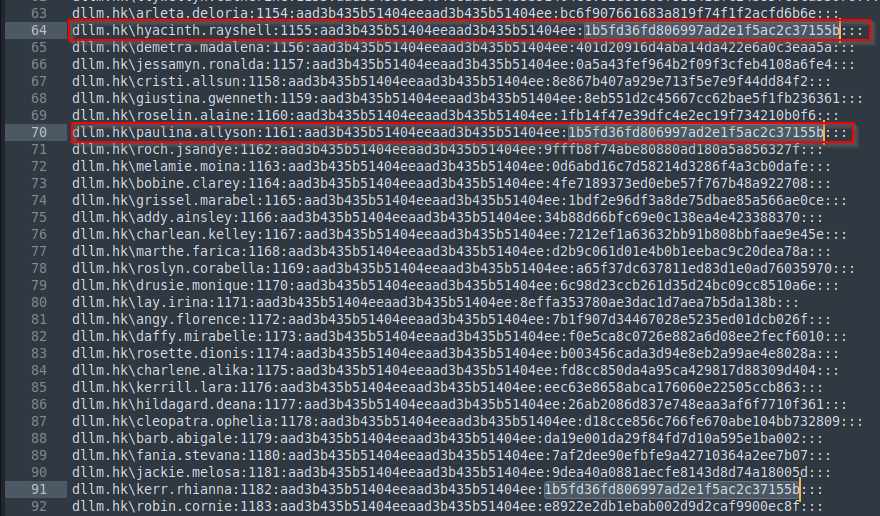 63 dllm.hk\arleta.deloria:1154:aad3b435b51404eeaad3b435b51404ee:bc6f907661683a819f74f1f2acfd6b6e:::
64 dllm.hk\hyacinth.rayshell:1155:aad3b435b51404eeaad3b435b51404ee:1b5fd36fd806997ad2e1f5ac2c37155b:::
65 dllm.hk\demetra.madalena:1156:aad3b435b51404eeaad3b435b51404ee:401d20916d4aba14da422e6a0c3eaa5a:::
66 dllm.hk\jessamyn.ronalda:1157:aad3b435b51404eeaad3b435b51404ee:0a5a43fef964b2f09f3cfeb4108a6fe4:::
67 dllm.hk\cristi.allsun:1158:aad3b435b51404eeaad3b435b51404ee:8e867b407a929e713f5e7e9f44dd84f2:::
68 dllm.hk\giustina.gwenneth:1159:aad3b435b51404eeaad3b435b51404ee:8eb551d2c45667cc62bae5f1fb236361:::
69 dllm.hk\roselin.alaine:1160:aad3b435b51404eeaad3b435b51404ee:1fb14f47e39dfc4e2ec19f734210b0f6:::
70 dllm.hk\paulina.allyson:1161:aad3b435b51404eeaad3b435b51404ee:1b5fd36fd806997ad2e1f5ac2c37155b:::
71 dllm.hk\roch.jsandye:1162:aad3b435b51404eeaad3b435b51404ee:9fffb8f74abe80880ad180a5a856327f:::
72 dllm.hk\melamie.moina:1163:aad3b435b51404eeaad3b435b51404ee:0d6abd16c7d58214d3286f4a3cb0dafe:::
73 dllm.hk\bobine.clarey:1164:aad3b435b51404eeaad3b435b51404ee:4fe7189373ed0ebe57f767b48a922708:::
74 dllm.hk\grissel.marabel:1165:aad3b435b51404eeaad3b435b51404ee:1bdf2e96df3a8de75dbae85a566ae0ce:::
75 dllm.hk\addy.ainsley:1166:aad3b435b51404eeaad3b435b51404ee:34b88d66bfc69e0c138ea4e423388370:::
76 dllm.hk\charlean.kelley:1167:aad3b435b51404eeaad3b435b51404ee:7212ef1a63632bb91b808bbfaae9e45e:::
77 dllm.hk\marthe.farica:1168:aad3b435b51404eeaad3b435b51404ee:d2b9c061d01e4b0b1eebac9c20dea78a:::
78 dllm.hk\roslyn.corabella:1169:aad3b435b51404eeaad3b435b51404ee:a65f37dc637811ed83d1e0ad76035970:::
79 dllm.hk\drusie.monique:1170:aad3b435b51404eeaad3b435b51404ee:6c98d23ccb261d35d24bc09cc8510a6e:::
80 dllm.hk\lay.irina:1171:aad3b435b51404eeaad3b435b51404ee:8effa353780ae3dac1d7aea7b5da138b:::
81 dllm.hk\angy.florence:1172:aad3b435b51404eeaad3b435b51404ee:7b1f907d34467028e5235ed01dcb026f:::
82 dllm.hk\daffy.mirabelle:1173:aad3b435b51404eeaad3b435b51404ee:f0e5ca8c0726e882a6d08ee2fecf6010:::
83 dllm.hk\rosette.dionis:1174:aad3b435b51404eeaad3b435b51404ee:b003456cada3d94e8eb2a99ae4e8028a:::
84 dllm.hk\charlene.alika:1175:aad3b435b51404eeaad3b435b51404ee:fd8cc850da4a95ca429817d88309d404:::
85 dllm.hk\kerrill.lara:1176:aad3b435b51404eeaad3b435b51404ee:eec63e8658abca176060e22505ccb863:::
86 dllm.hk\hildagard.deana:1177:aad3b435b51404eeaad3b435b51404ee:26ab2086d837e748eaa3af6f7710f361:::
87 dllm.hk\cleopatra.ophelia:1178:aad3b435b51404eeaad3b435b51404ee:d18cce856c766fe670abe104bb732809:::
88 dllm.hk\barb.abigale:1179:aad3b435b51404eeaad3b435b51404ee:da19e001da29f84fd7d10a595e1ba002:::
89 dllm.hk\fania.stevana:1180:aad3b435b51404eeaad3b435b51404ee:7af2dee90efbfe9a42710364a2ee7b07:::
90 dllm.hk\jackie.melosa:1181:aad3b435b51404eeaad3b435b51404ee:9dea40a0881aecfe8143d8d74a18005d:::
91 dllm.hk\kerr.rhianna:1182:aad3b435b51404eeaad3b435b51404ee:1b5fd36fd806997ad2e1f5ac2c37155b:::
92 dllm.hk\robin.cornie:1183:aad3b435b51404eeaad3b435b51404ee:e8922e2db1ebab002d9d2caf9900ec8f:::